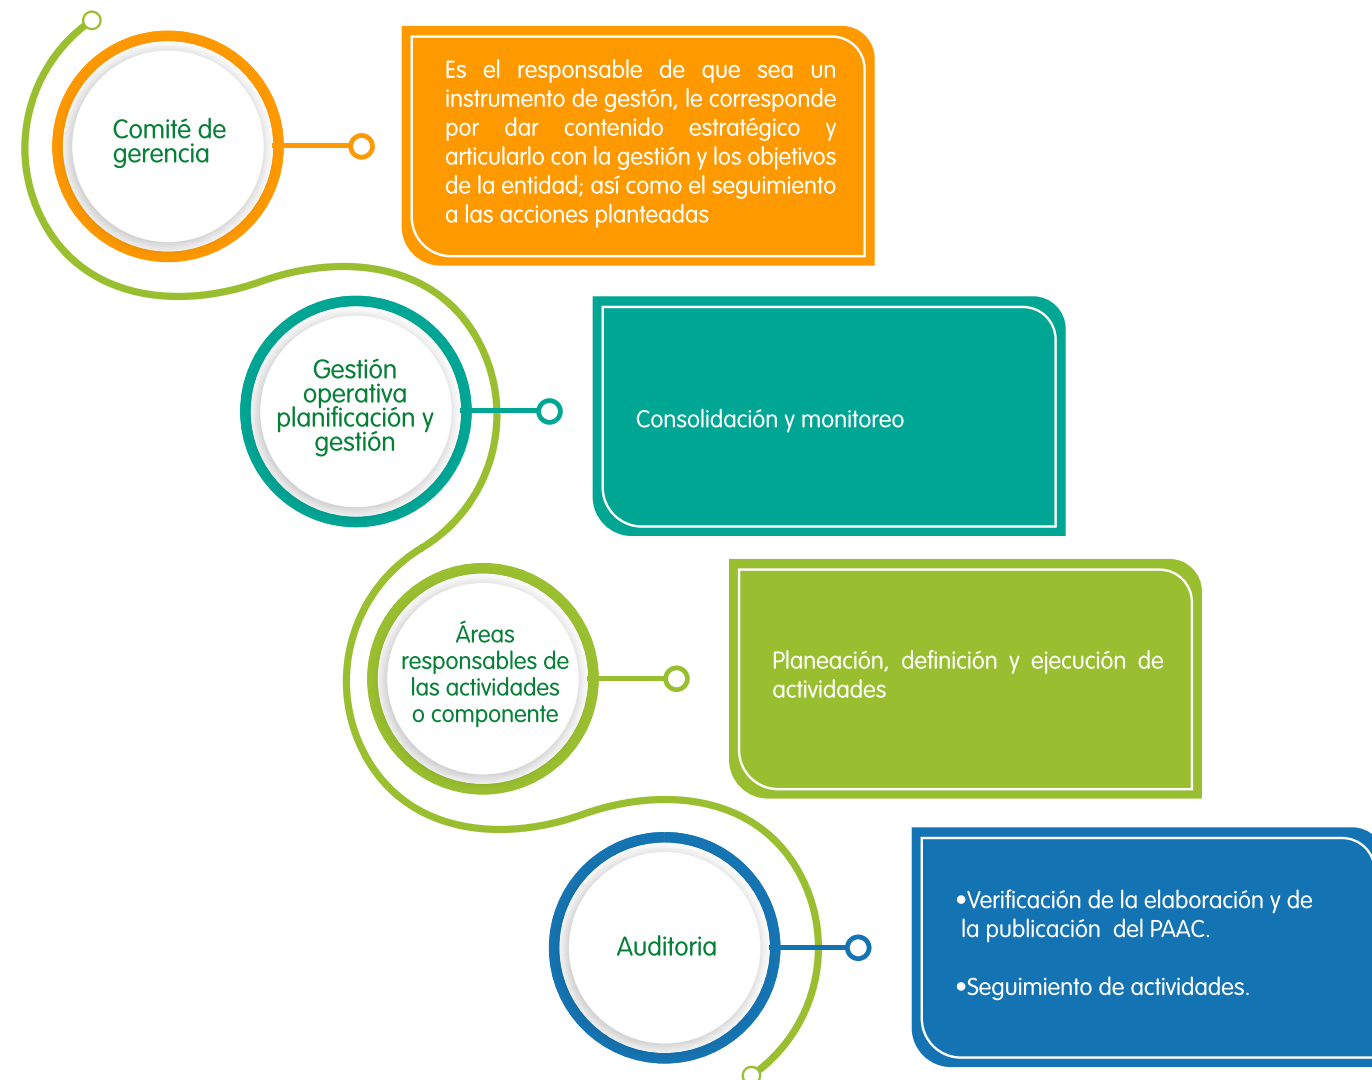 Comité de
gerencia
Es el responsable de que sea un
instrumento de gestón, le corresponde
por dar contenido estratégico y
articularlo con la gestión y los objetivos
de la entidad; así como el seguimiento
a las acciones planteadas
Gestión
operativa
planificación y
gestión
Consolidación y monitoreo
Áreas
responsables de
las actividades
o componente
Planeación, definición y ejecución de
actividades
Auditoria
•Verificación de la elaboración y de
la publicación del PAAC.
•Seguimiento de actividades.